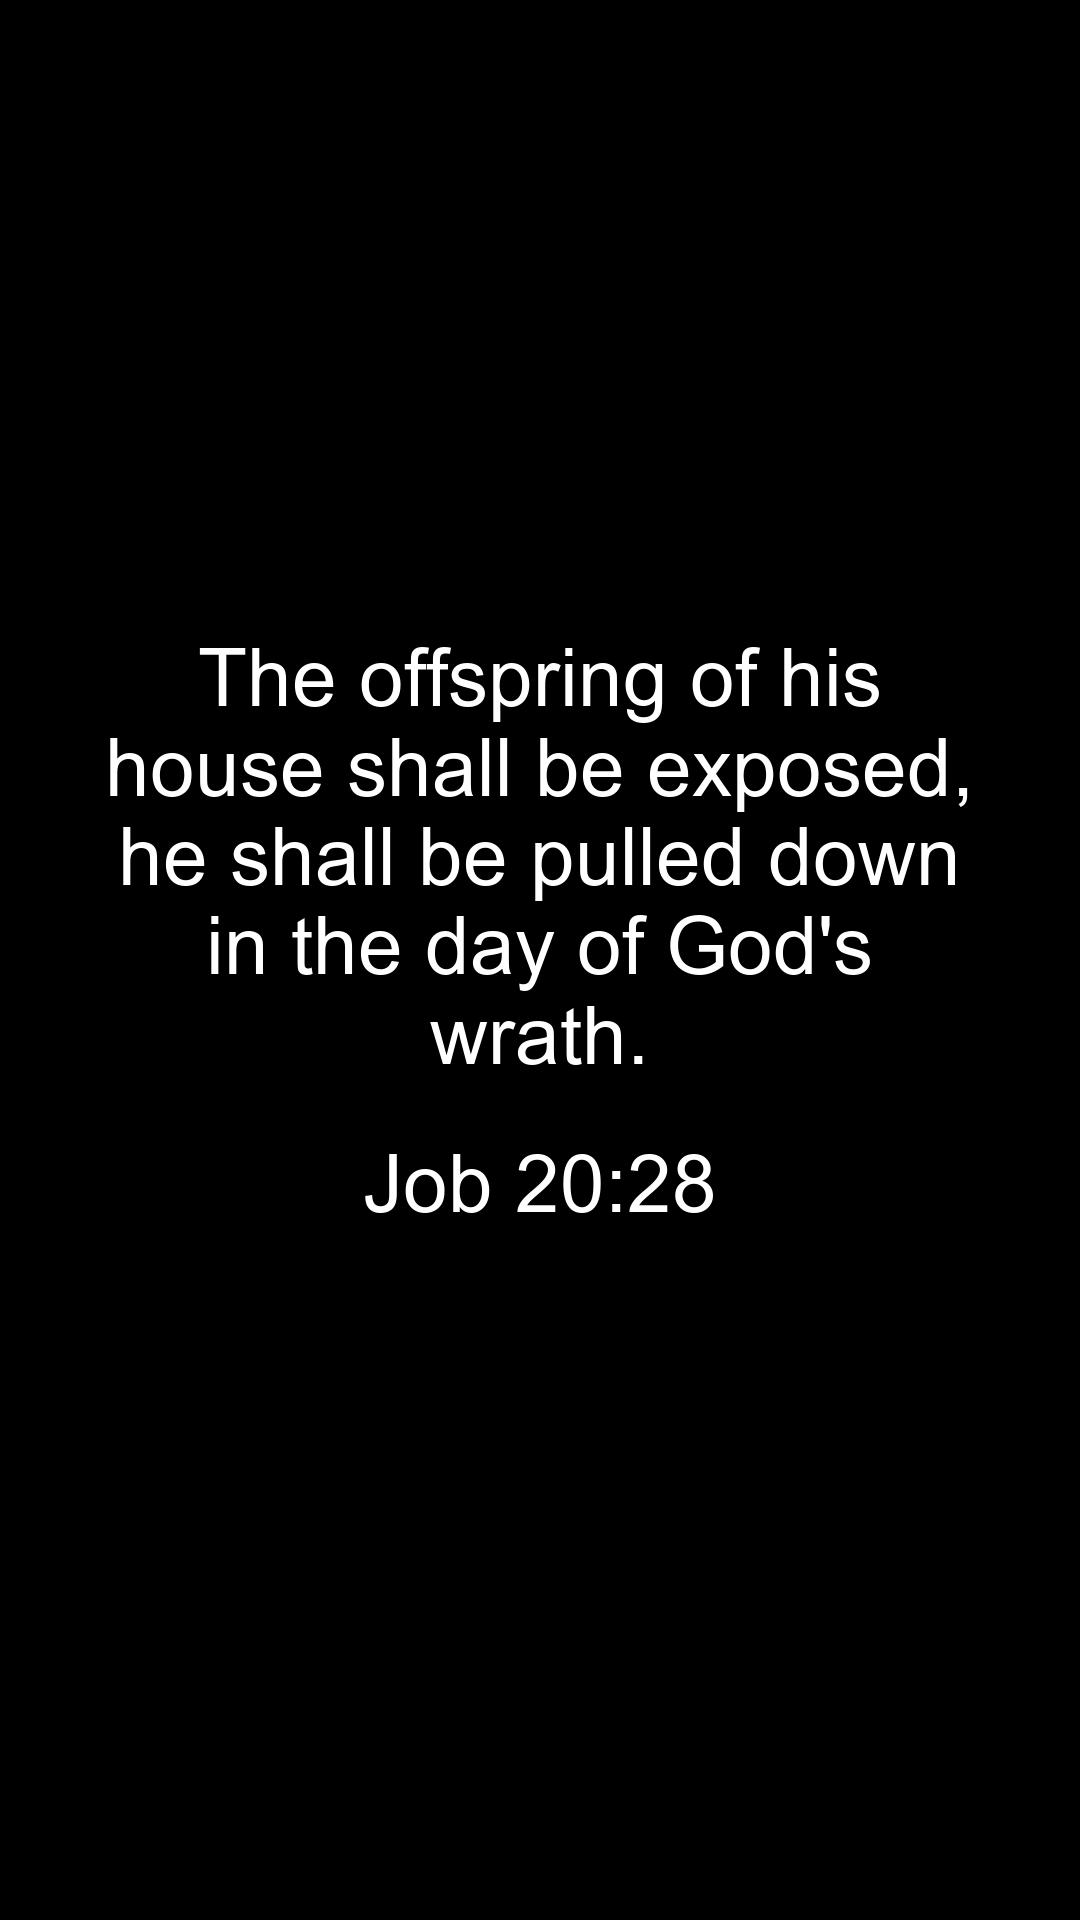 The offspring of his
house shall be exposed,
he shall be pulled down
in the day of God's
wrath.
Job 20:28